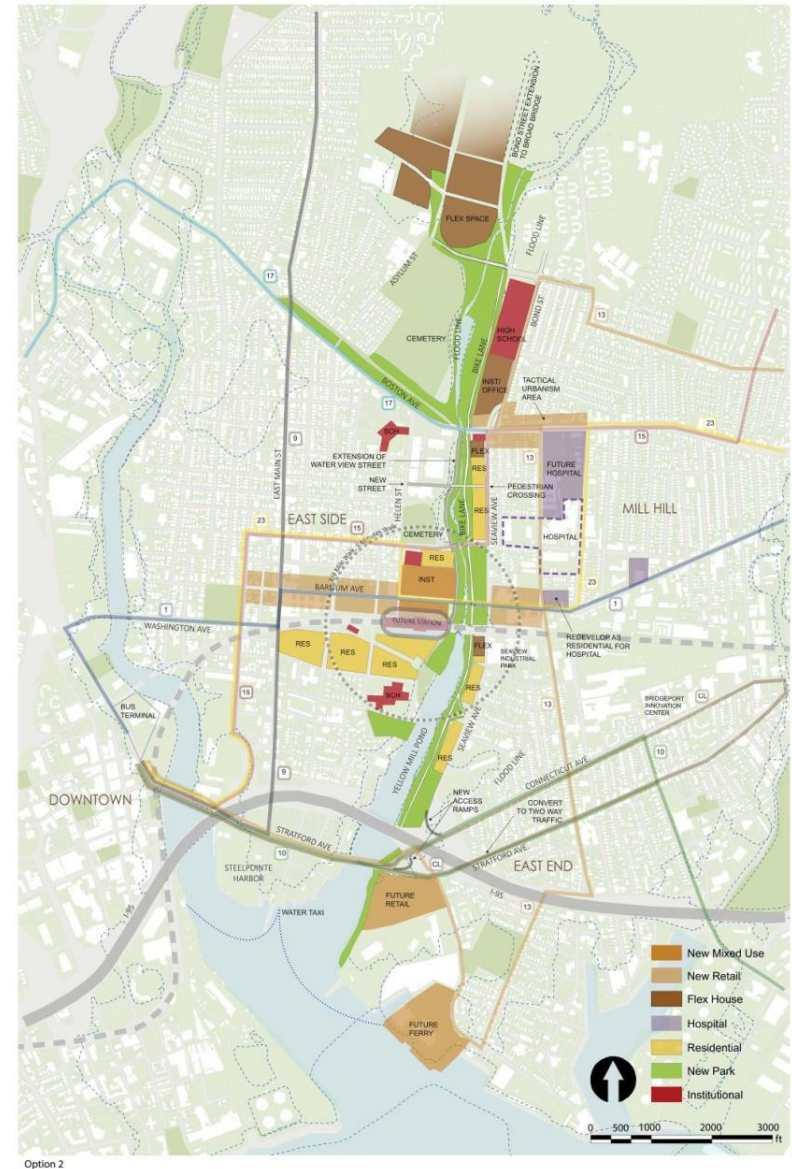 BOND STREET EXTENSION
TO BROAD BRIDGE
FLEX SPACE
ASYLUM ST
FLOOD LINE
17
13
BOND ST
HIGH
SCHOOL
CEMETERY
FLOOD LINE
BIKE LANE
INST/
OFFICE
TACTICAL
URBANISM
AREA
BOSTON AVE
17
23
15
9
SCH
EAST MAIN ST
EXTENSION OF
WATER VIEW STREET
FLEX
RES
13
FUTURE
HOSPITAL
NEW
STREET
HELEN ST
PEDESTRIAN
CROSSING
BIKE LANE
RES
SEAVIEW AVE
MILL HILL
23
EAST SIDE
15
CEMETERY
HOSPITAL
RES
INST
BARNUM AVE
23
1
1
WASHINGTON AVE
FUTURE STATION
REDEVELOP AS
RESIDENTIAL FOR
HOSPITAL
RES
RES
RES
FLEX
SEAVIEW
INDUSTRIAL
PARK
RES
SCH
15
BUS
TERMINAL
13
BRIDGEPORT
INNOVATION
CENTER
CL
YELLOW MILL POND
SEAVIEW AVE
RES
FLOOD LINE
10
9
CONNECTICUT AVE
DOWNTOWN
NEW
ACCESS
RAMPS
CONVERT
TO TWO WAY
TRAFFIC
STRATFORD AVE
10
STEELPOINTE
HARBOR
CL
STRATFORD AVE
EAST END
I-95
I-95
13
FUTURE
RETAIL
WATER TAXI
FUTURE
FERRY
New Mixed Use
New Retail
Flex House
Hospital
Residential
New Park
Institutional
0 500 1000 2000 3000
ft
Option 2